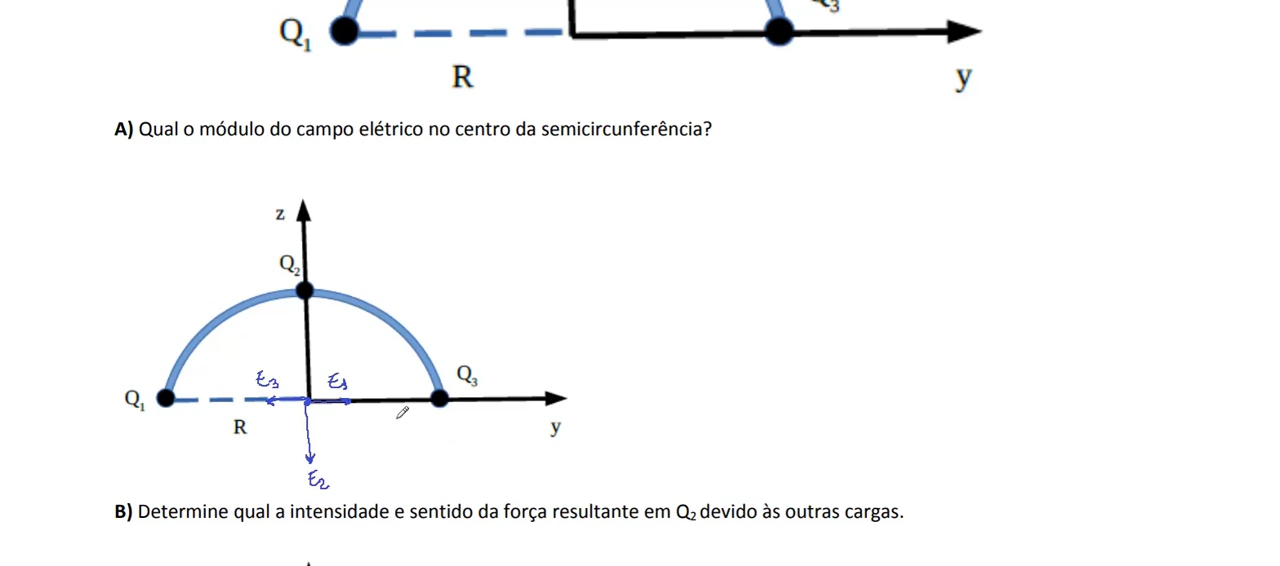 Q₃
Q₁
R
y
A) Qual o módulo do campo elétrico no centro da semicircunferência?
z
Q₂
E₃
E₁
Q₃
Q₁
R
y
E₂
B) Determine qual a intensidade e sentido da força resultante em Q₂ devido às outras cargas.